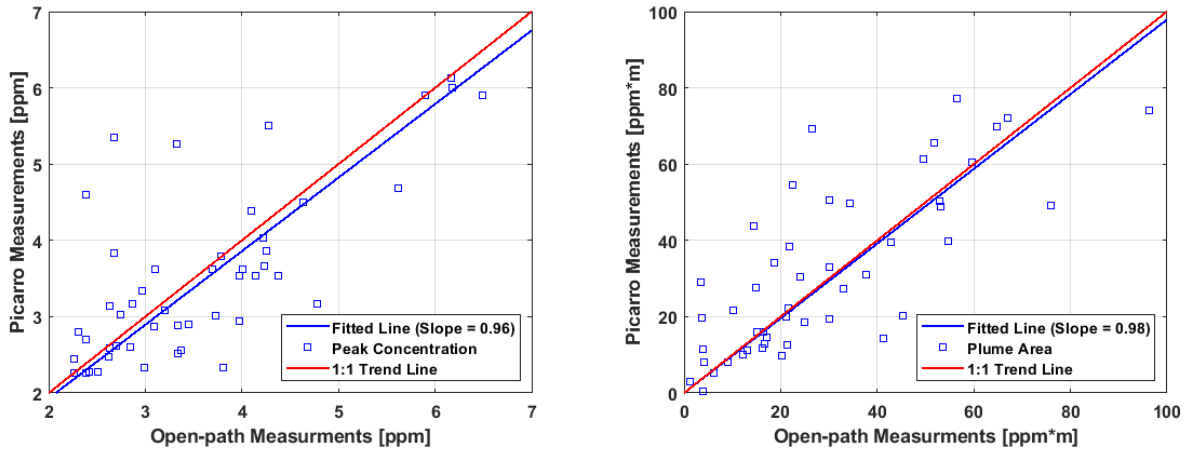 7
6
5
4
3
2
Picarro Measurements [ppm]
Fitted Line (Slope = 0.96)
Peak Concentration
1:1 Trend Line
2 3 4 5 6 7
Open-path Measurments [ppm]
100
80
60
40
20
0
Picarro Measurements [ppm*m]
Fitted Line (Slope = 0.98)
Plume Area
1:1 Trend Line
0 20 40 60 80 100
Open-path Measurments [ppm*m]